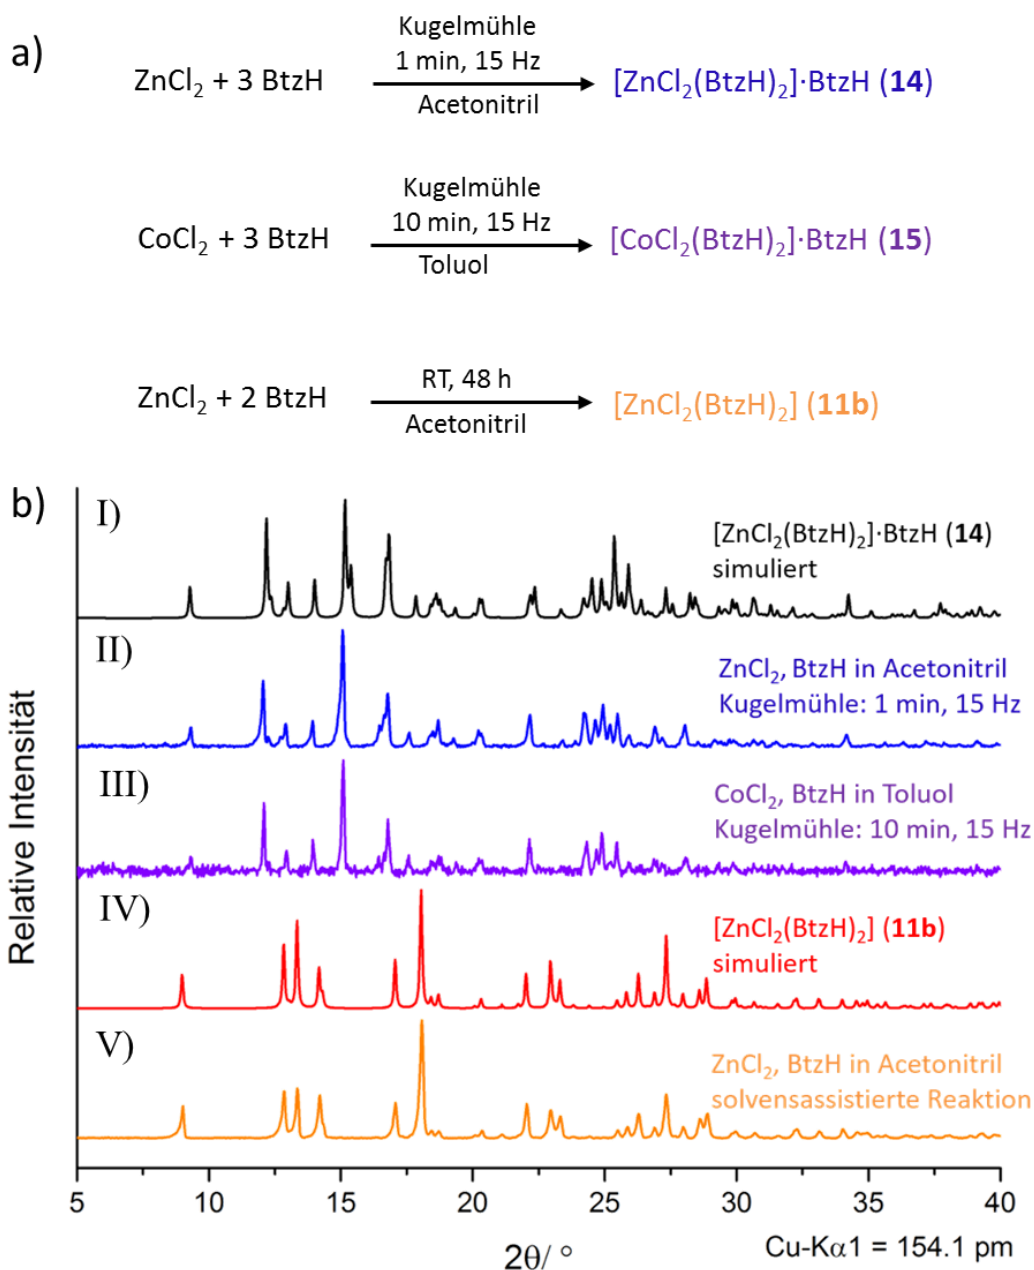 a)
Kugelmühle
1 min, 15 Hz
ZnCl₂ + 3 BtzH
[ZnCl₂(BtzH)₂]·BtzH (14)
Acetonitril
Kugelmühle
10 min, 15 Hz
CoCl₂ + 3 BtzH
[CoCl₂(BtzH)₂]·BtzH (15)
Toluol
RT, 48 h
ZnCl₂ + 2 BtzH
[ZnCl₂(BtzH)₂] (11b)
Acetonitril
b)
I)
[ZnCl₂(BtzH)₂]·BtzH (14)
simuliert
II)
ZnCl₂, BtzH in Acetonitril
Kugelmühle: 1 min, 15 Hz
III)
CoCl₂, BtzH in Toluol
Kugelmühle: 10 min, 15 Hz
IV)
[ZnCl₂(BtzH)₂] (11b)
simuliert
V)
ZnCl₂, BtzH in Acetonitril
solvensassistierte Reaktion
Relative Intensität
5 10 15 20 25 30 35 40
2θ/ °
Cu-Kα1 = 154.1 pm